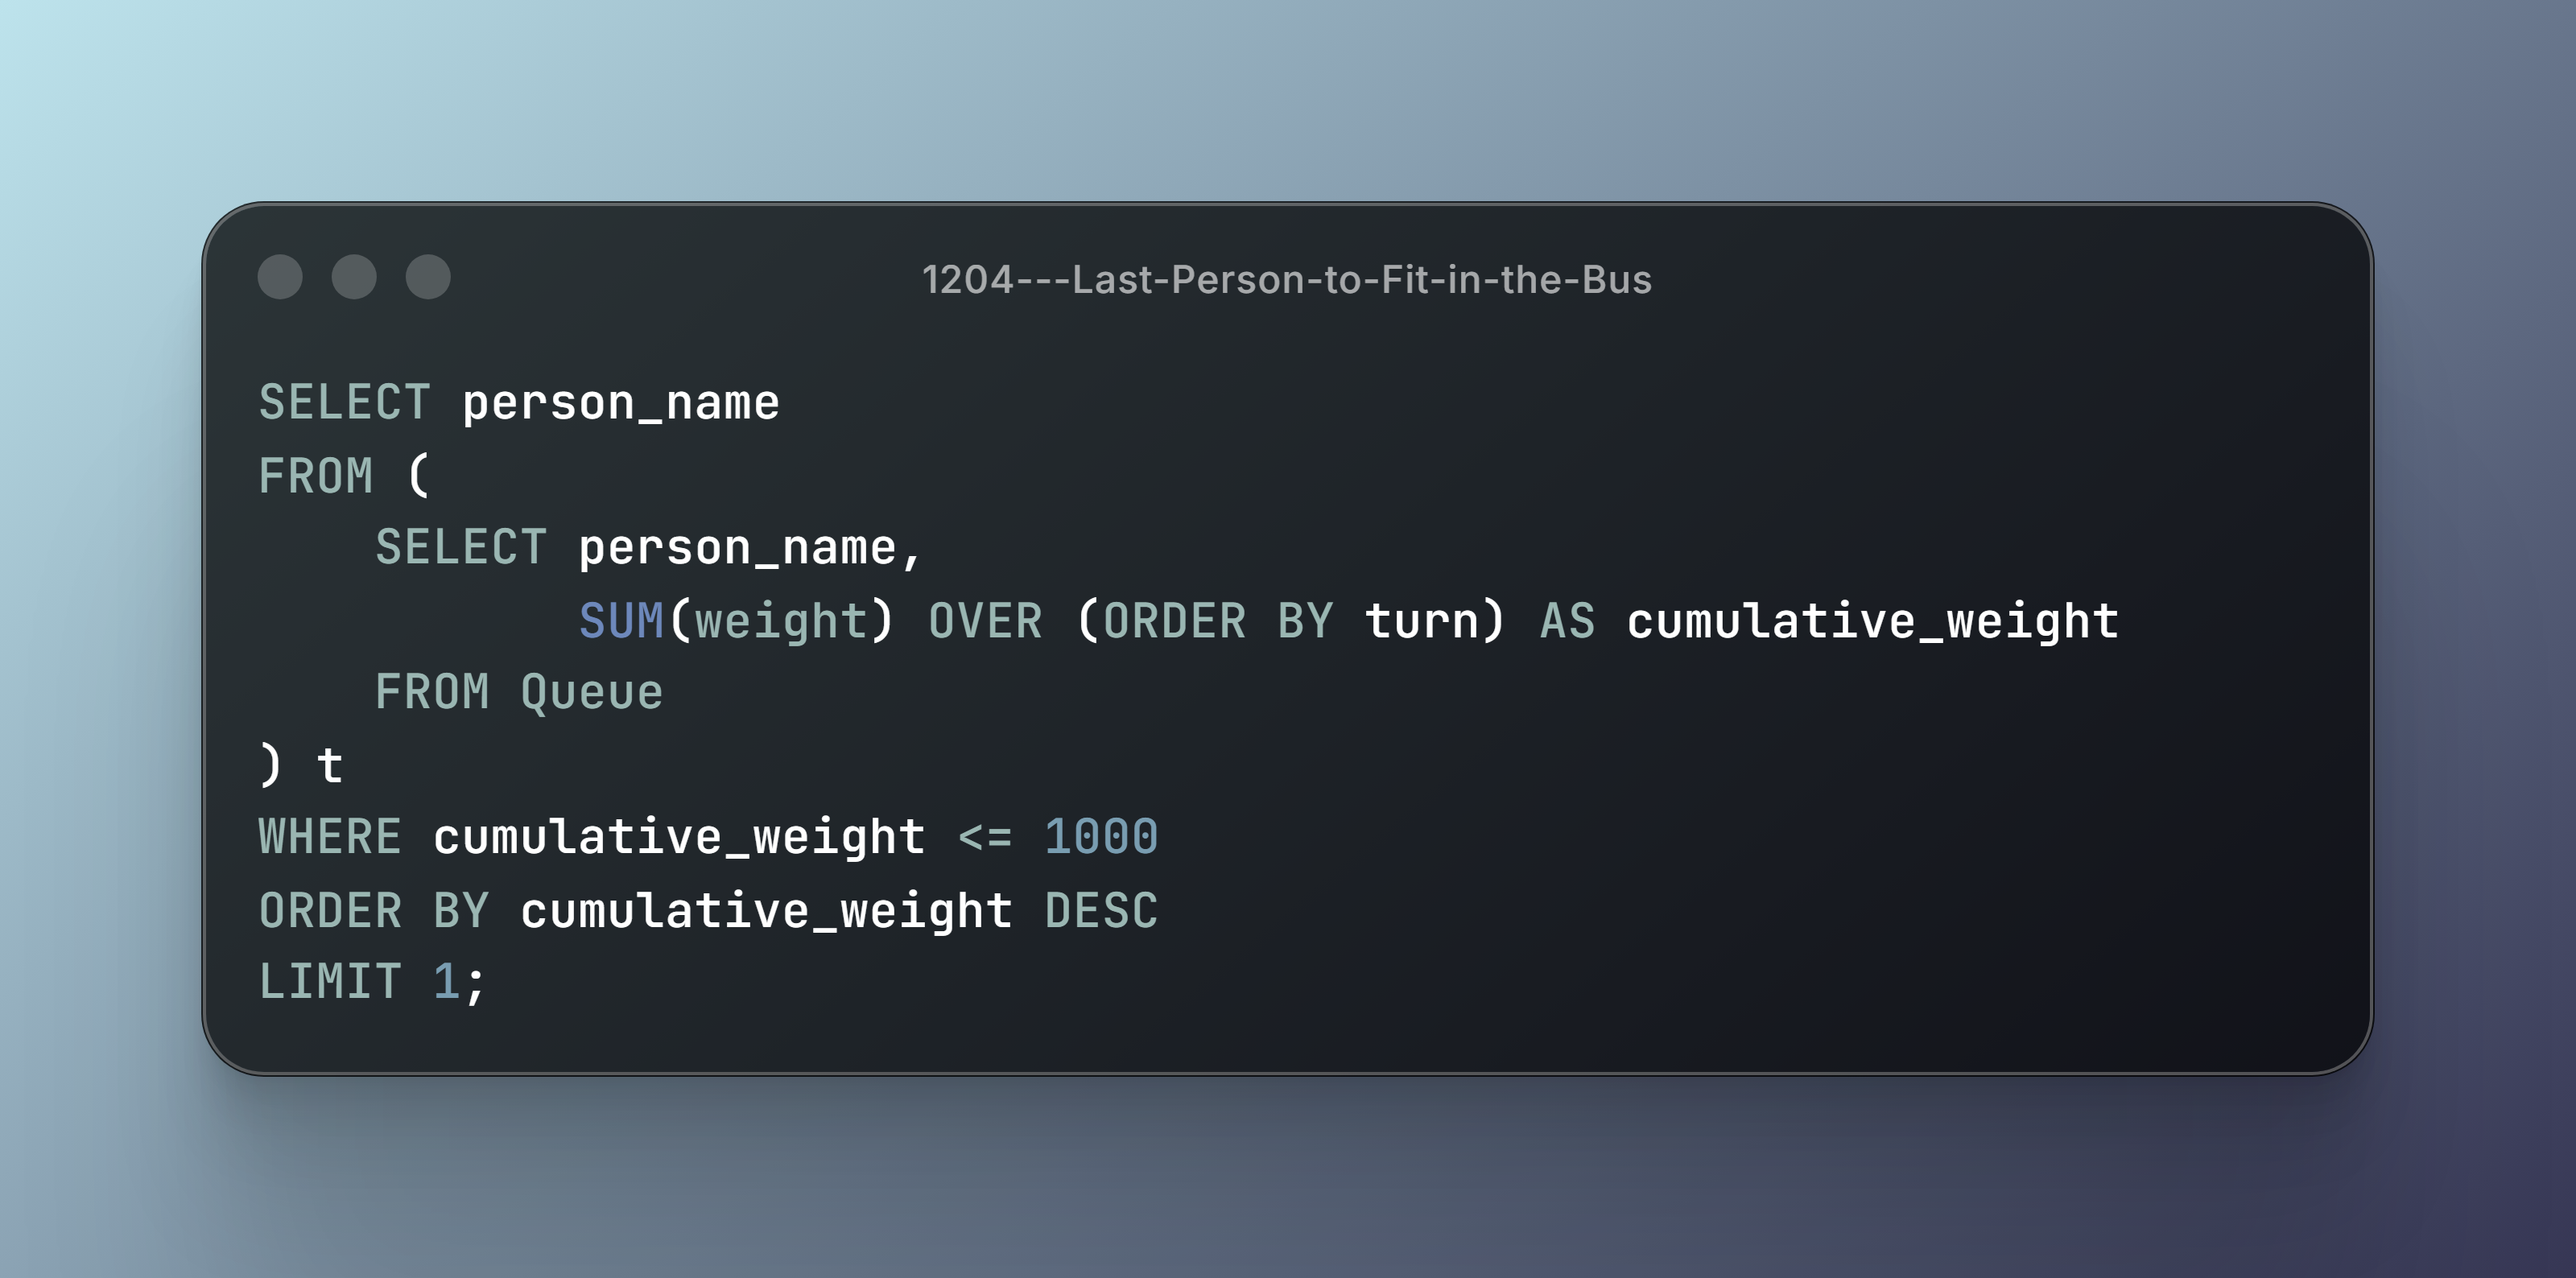 1204---Last-Person-to-Fit-in-the-Bus
SELECT person_name
FROM (
    SELECT person_name,
           SUM(weight) OVER (ORDER BY turn) AS cumulative_weight
    FROM Queue
) t
WHERE cumulative_weight <= 1000
ORDER BY cumulative_weight DESC
LIMIT 1;